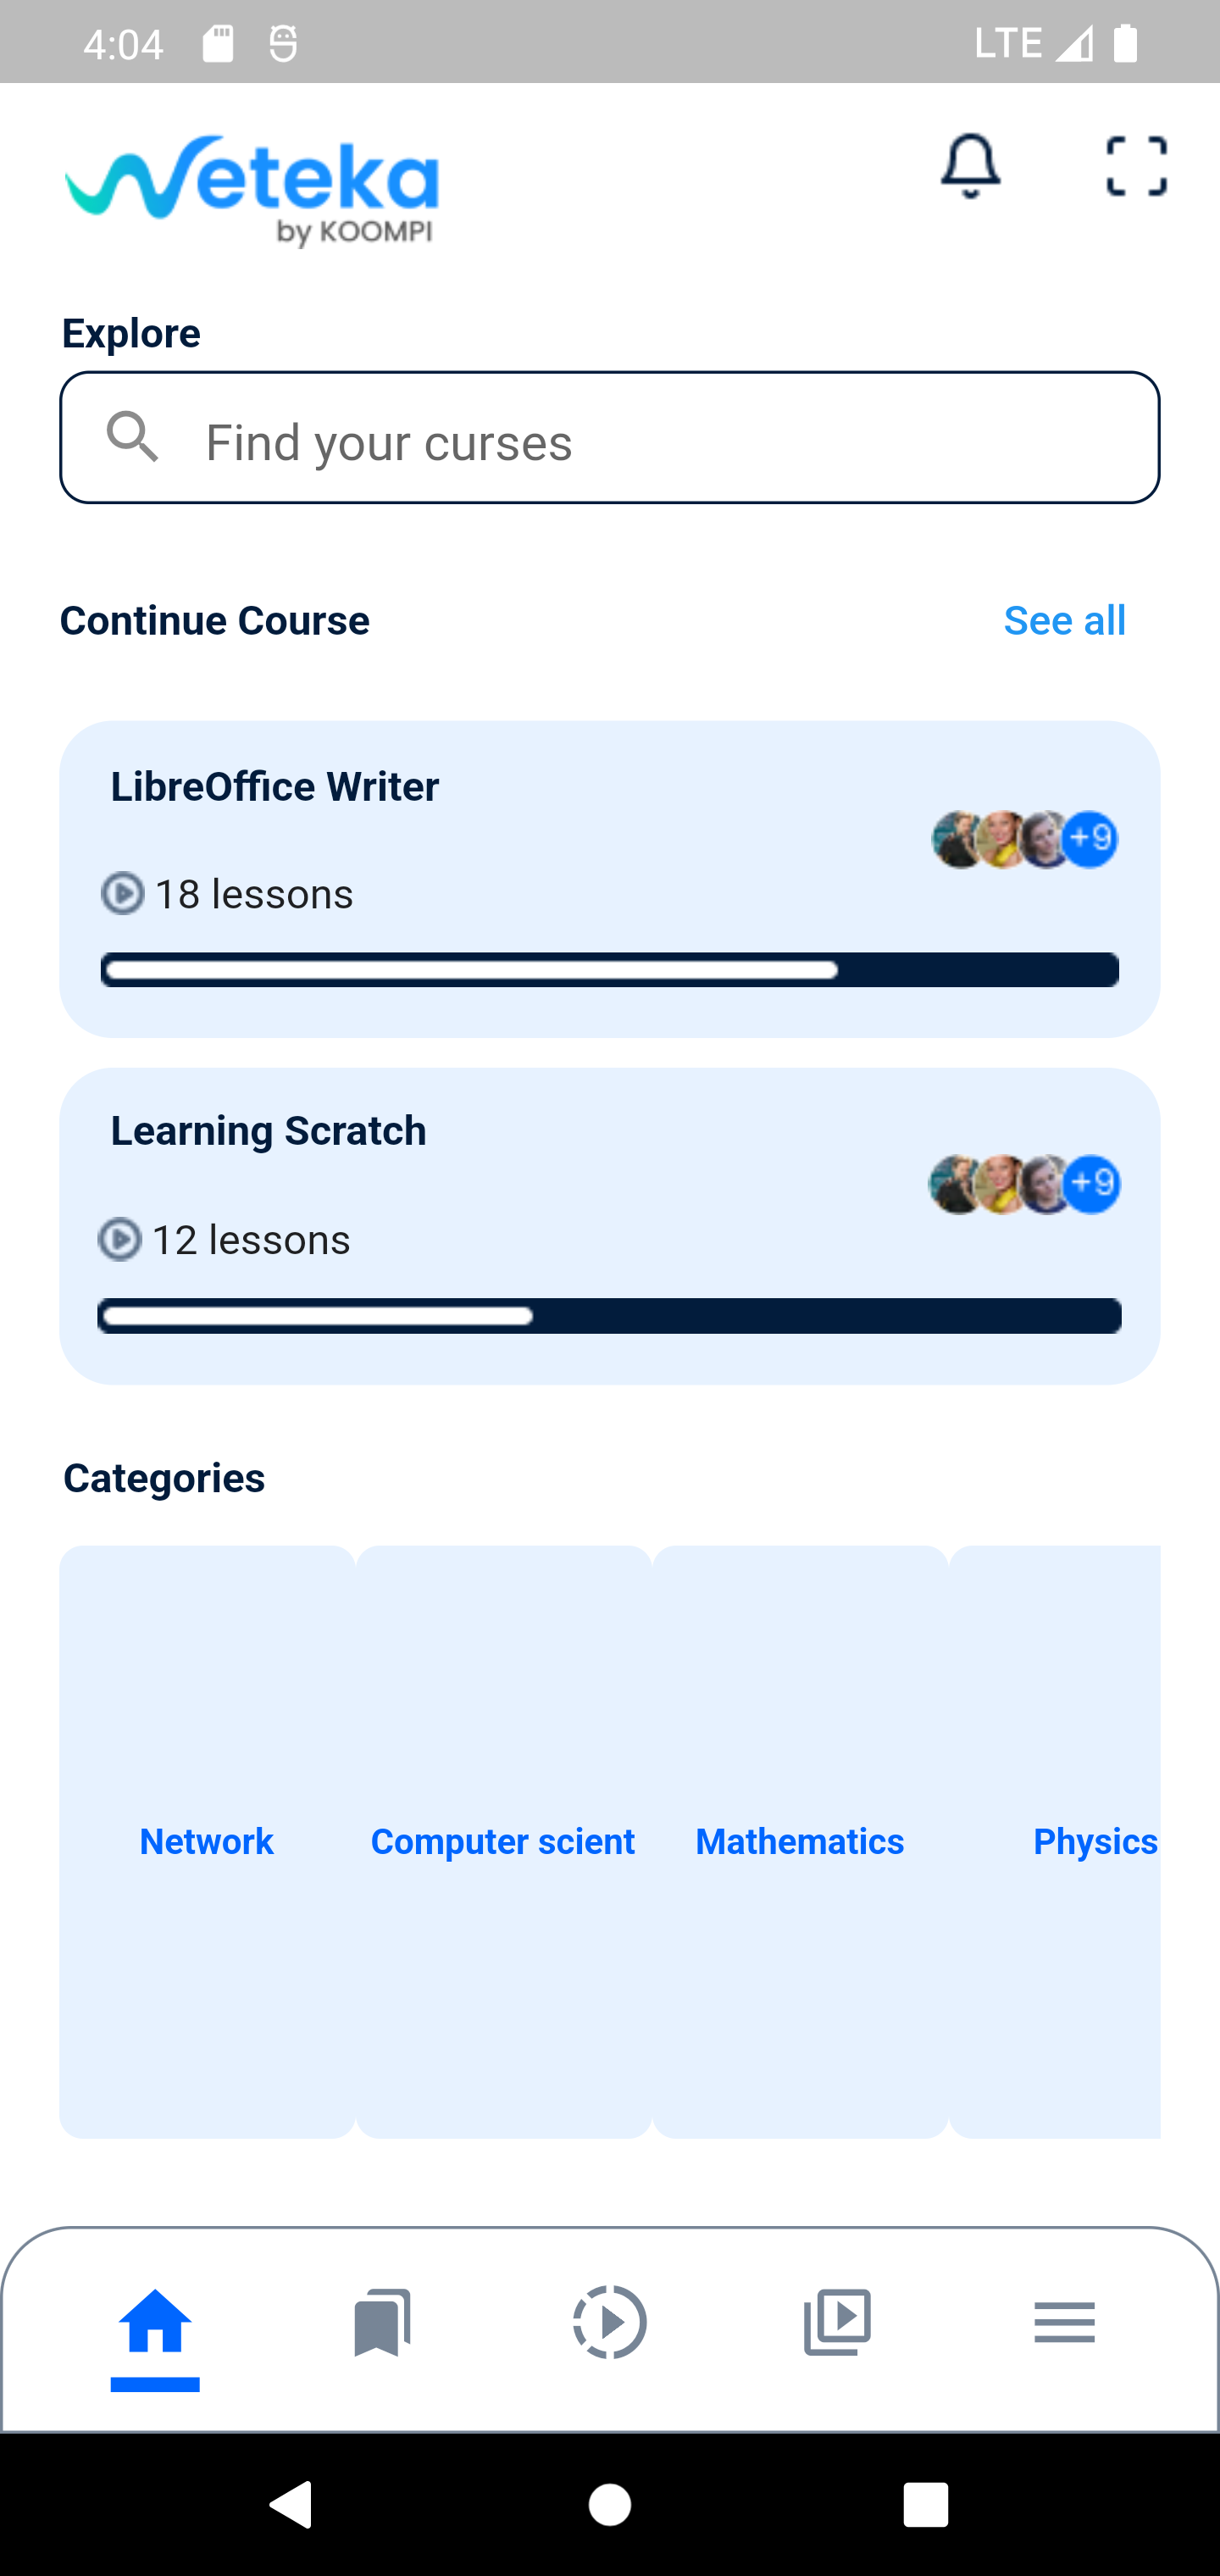 4:04 LTE
Weteka
by KOOMPI
Explore
Find your curses
Continue Course See all
LibreOffice Writer
+9
18 lessons
Learning Scratch
+9
12 lessons
Categories
Network Computer scient Mathematics Physics